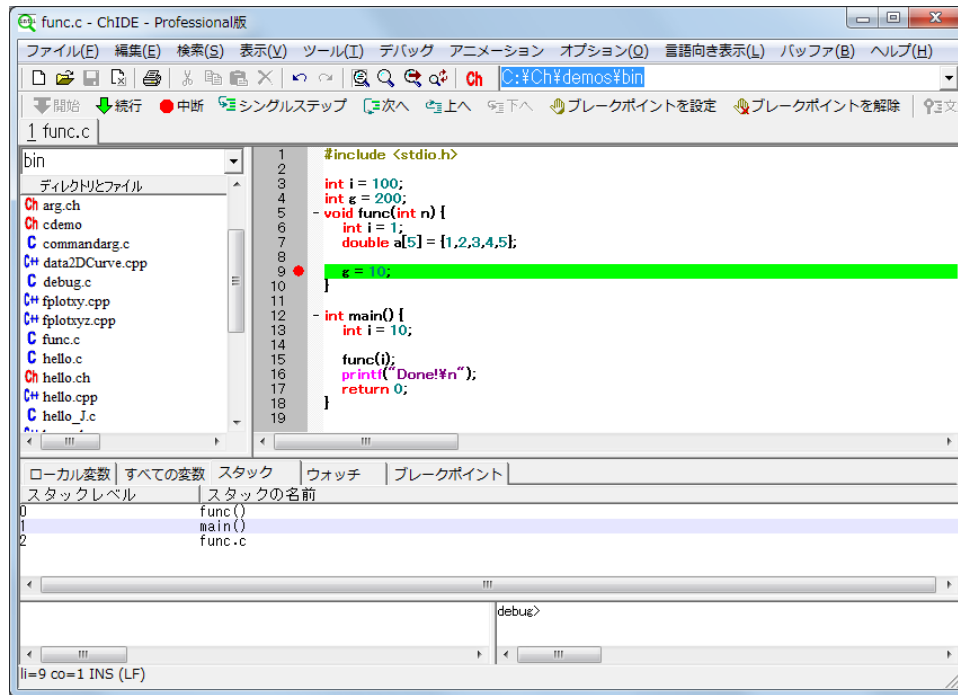 func.c - ChIDE - Professional版
ファイル(F) 編集(E) 検索(S) 表示(V) ツール(T) デバッグ アニメーション オプション(O) 言語向き表示(L) バッファ(B) ヘルプ(H)
Ch C:¥Ch¥demos¥bin
開始 続行 中断 シングルステップ 次へ 上へ 下へ ブレークポイントを設定 ブレークポイントを解除 文
1 func.c
bin
ディレクトリとファイル
Ch arg.ch
Ch cdemo
C commandarg.c
C++ data2DCurve.cpp
C debug.c
C++ fplotxy.cpp
C++ fplotxyz.cpp
C func.c
C hello.c
Ch hello.ch
C++ hello.cpp
C hello_J.c
1 #include <stdio.h>
2
3 int i = 100;
4 int g = 200;
5 - void func(int n) {
6 int i = 1;
7 double a[5] = {1,2,3,4,5};
8
9 g = 10;
10 }
11
12 - int main() {
13 int i = 10;
14
15 func(i);
16 printf("Done!¥n");
17 return 0;
18 }
19
ローカル変数 すべての変数 スタック ウォッチ ブレークポイント
スタックレベル スタックの名前
0 func()
1 main()
2 func.c
debug>
li=9 co=1 INS (LF)